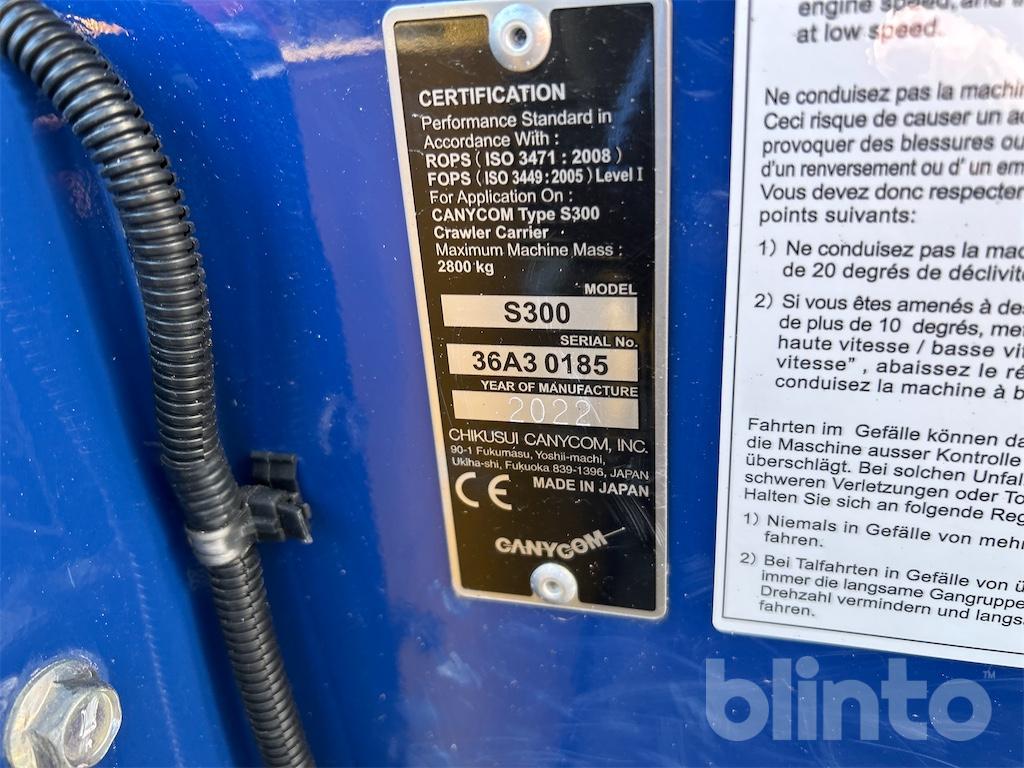 CERTIFICATION
Performance Standard in
Accordance With :
ROPS ( ISO 3471 : 2008 )
FOPS ( ISO 3449 : 2005 ) Level I
For Application On :
CANYCOM Type S300
Crawler Carrier
Maximum Machine Mass :
2800 kg
MODEL
S300
SERIAL No.
36A3 0185
YEAR OF MANUFACTURE
2022
CHIKUSUI CANYCOM, INC.
90-1 Fukumasu, Yoshii-machi,
Ukiha-shi, Fukuoka 839-1396, JAPAN
CE MADE IN JAPAN
CANYCOM
engine speed, and
at low speed.
Ne conduisez pas la machin
Ceci risque de causer un ac
provoquer des blessures ou
d'un renversement ou d' un em
Vous devez donc respecter
points suivants:
1) Ne conduisez pas la mac
de 20 degrés de déclivité
2) Si vous êtes amenés à des
de plus de 10 degrés, met
haute vitesse / basse vit
vitesse" , abaissez le ré
conduisez la machine à b
Fahrten im Gefälle können da
die Maschine ausser Kontrolle
überschlägt. Bei solchen Unfal
schweren Verletzungen oder To
Halten Sie sich an folgende Reg
1) Niemals in Gefälle von mehr
fahren.
2) Bei Talfahrten in Gefälle von ü
immer die langsame Gangruppe
Drehzahl vermindern und langs
fahren.
blinto™